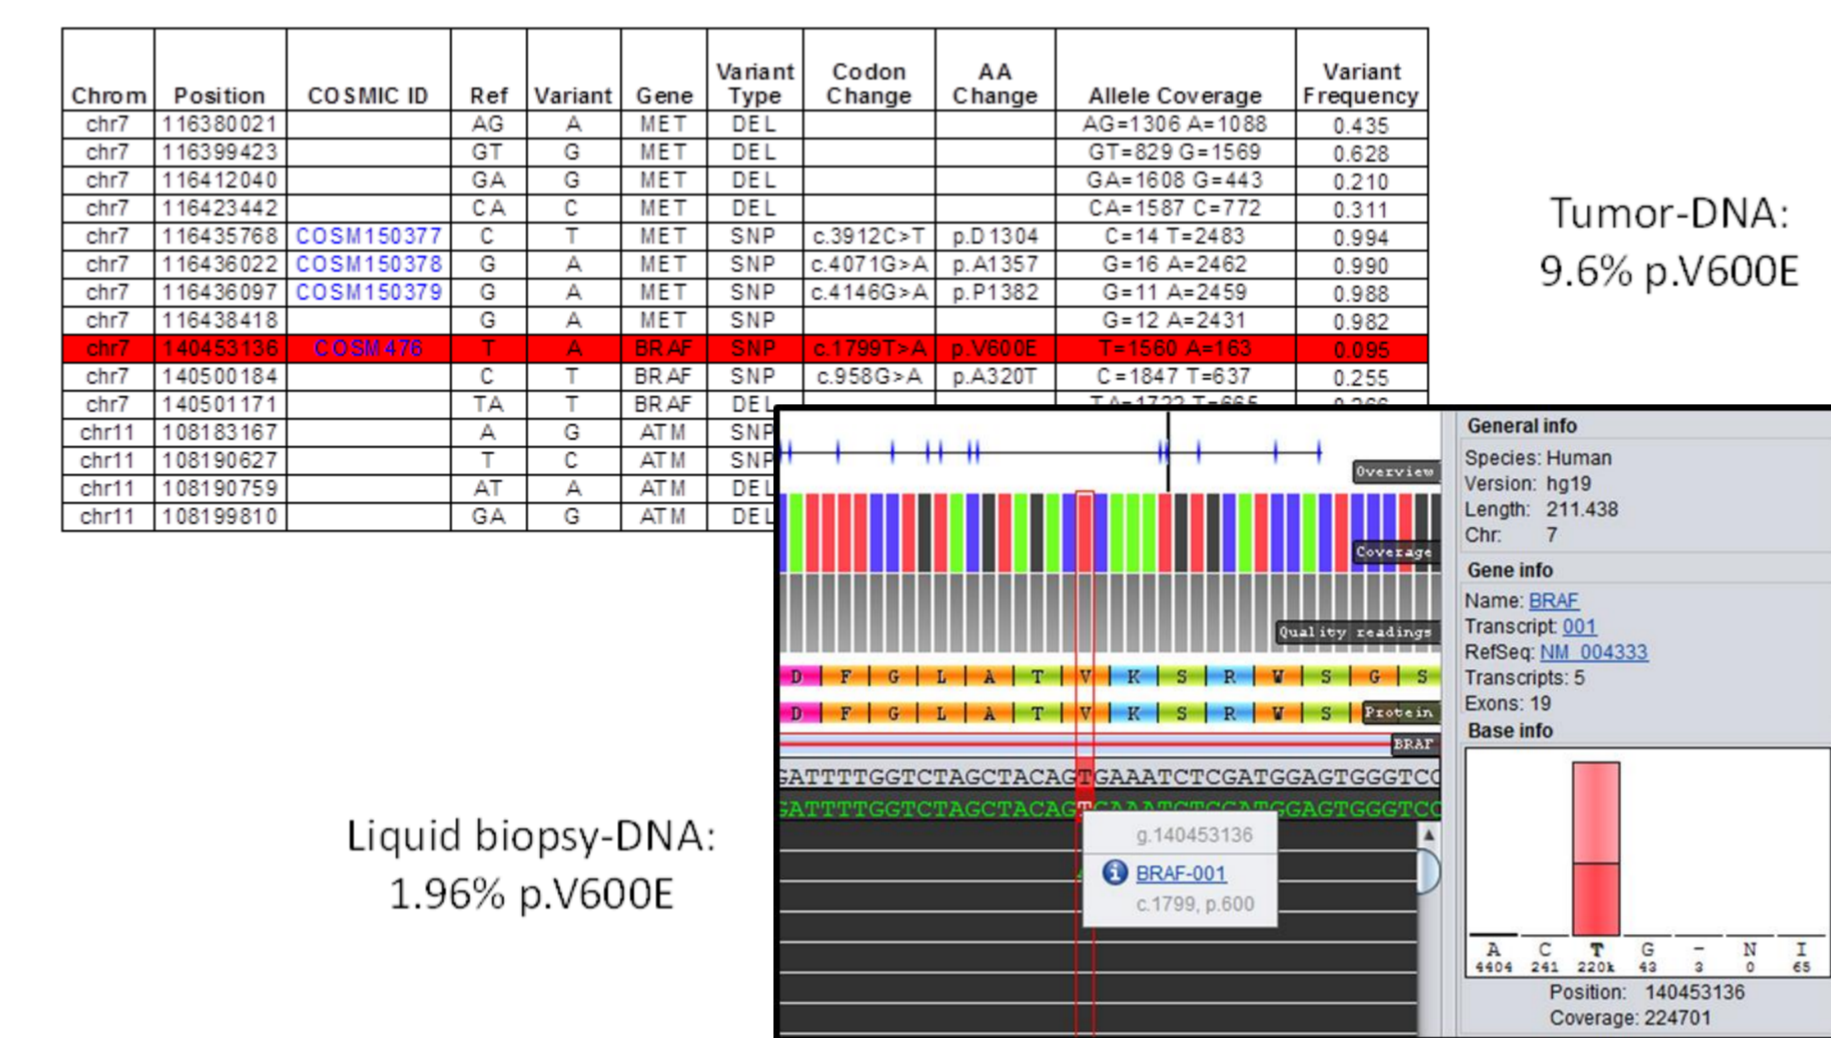 Chrom Position COSMIC ID Ref Variant Gene Variant Type Codon Change AA Change Allele Coverage Variant Frequency
chr7 116380021 AG A MET DEL AG=1306 A=1088 0.435
chr7 116399423 GT G MET DEL GT=829 G=1569 0.628
chr7 116412040 GA G MET DEL GA=1608 G=443 0.210
chr7 116423442 CA C MET DEL CA=1587 C=772 0.311
chr7 116435768 COSM150377 C T MET SNP c.3912C>T p.D1304 C=14 T=2483 0.994
chr7 116436022 COSM150378 G A MET SNP c.4071G>A p.A1357 G=16 A=2462 0.990
chr7 116436097 COSM150379 G A MET SNP c.4146G>A p.P1382 G=11 A=2459 0.988
chr7 116438418 G A MET SNP G=12 A=2431 0.982
chr7 140453136 COSM476 T A BRAF SNP c.1799T>A p.V600E T=1560 A=163 0.095
chr7 140500184 C T BRAF SNP c.958G>A p.A320T C=1847 T=637 0.255
chr7 140501171 TA T BRAF DEL
chr11 108183167 A G ATM SNP
chr11 108190627 T C ATM SNP
chr11 108190759 AT A ATM DEL
chr11 108199810 GA G ATM DEL
Tumor-DNA:
9.6% p.V600E
Liquid biopsy-DNA:
1.96% p.V600E
Overview
Coverage
Quality readings
D F G L A T V K S R W S G S
D F G L A T V K S R W S Protein
BRAF
GATTTTGGTCTAGCTACAGTGAAATCTCGATGGAGTGGGTCC
GATTTTGGTCTAGCTACAGTGAAATCTCGATGGAGTGGGTCC
g.140453136
BRAF-001
c.1799, p.600
General info
Species: Human
Version: hg19
Length: 211.438
Chr: 7
Gene info
Name: BRAF
Transcript: 001
RefSeq: NM_004333
Transcripts: 5
Exons: 19
Base info
A C T G - N I
4404 241 220k 43 3 0 65
Position: 140453136
Coverage: 224701